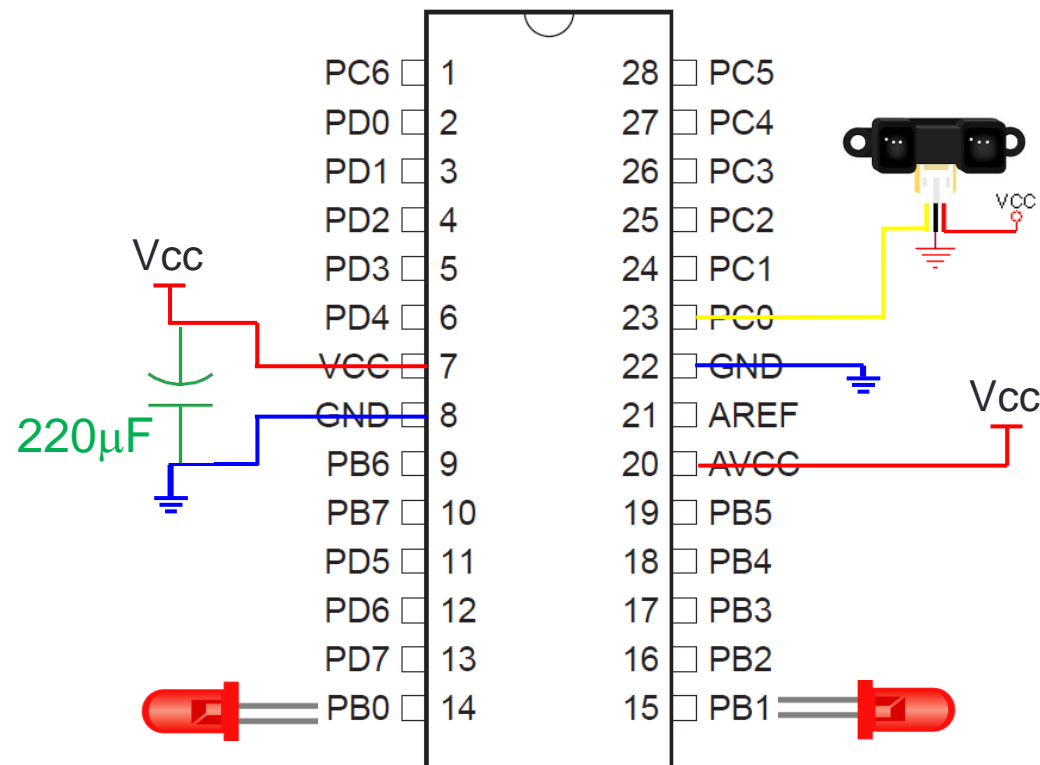 PC6 1 28 PC5
PD0 2 27 PC4
PD1 3 26 PC3
PD2 4 25 PC2
VCC
Vcc
PD3 5 24 PC1
PD4 6 23 PC0
VCC 7 22 GND
GND 8 21 AREF
Vcc
220μF
PB6 9 20 AVCC
PB7 10 19 PB5
PD5 11 18 PB4
PD6 12 17 PB3
PD7 13 16 PB2
PB0 14 15 PB1